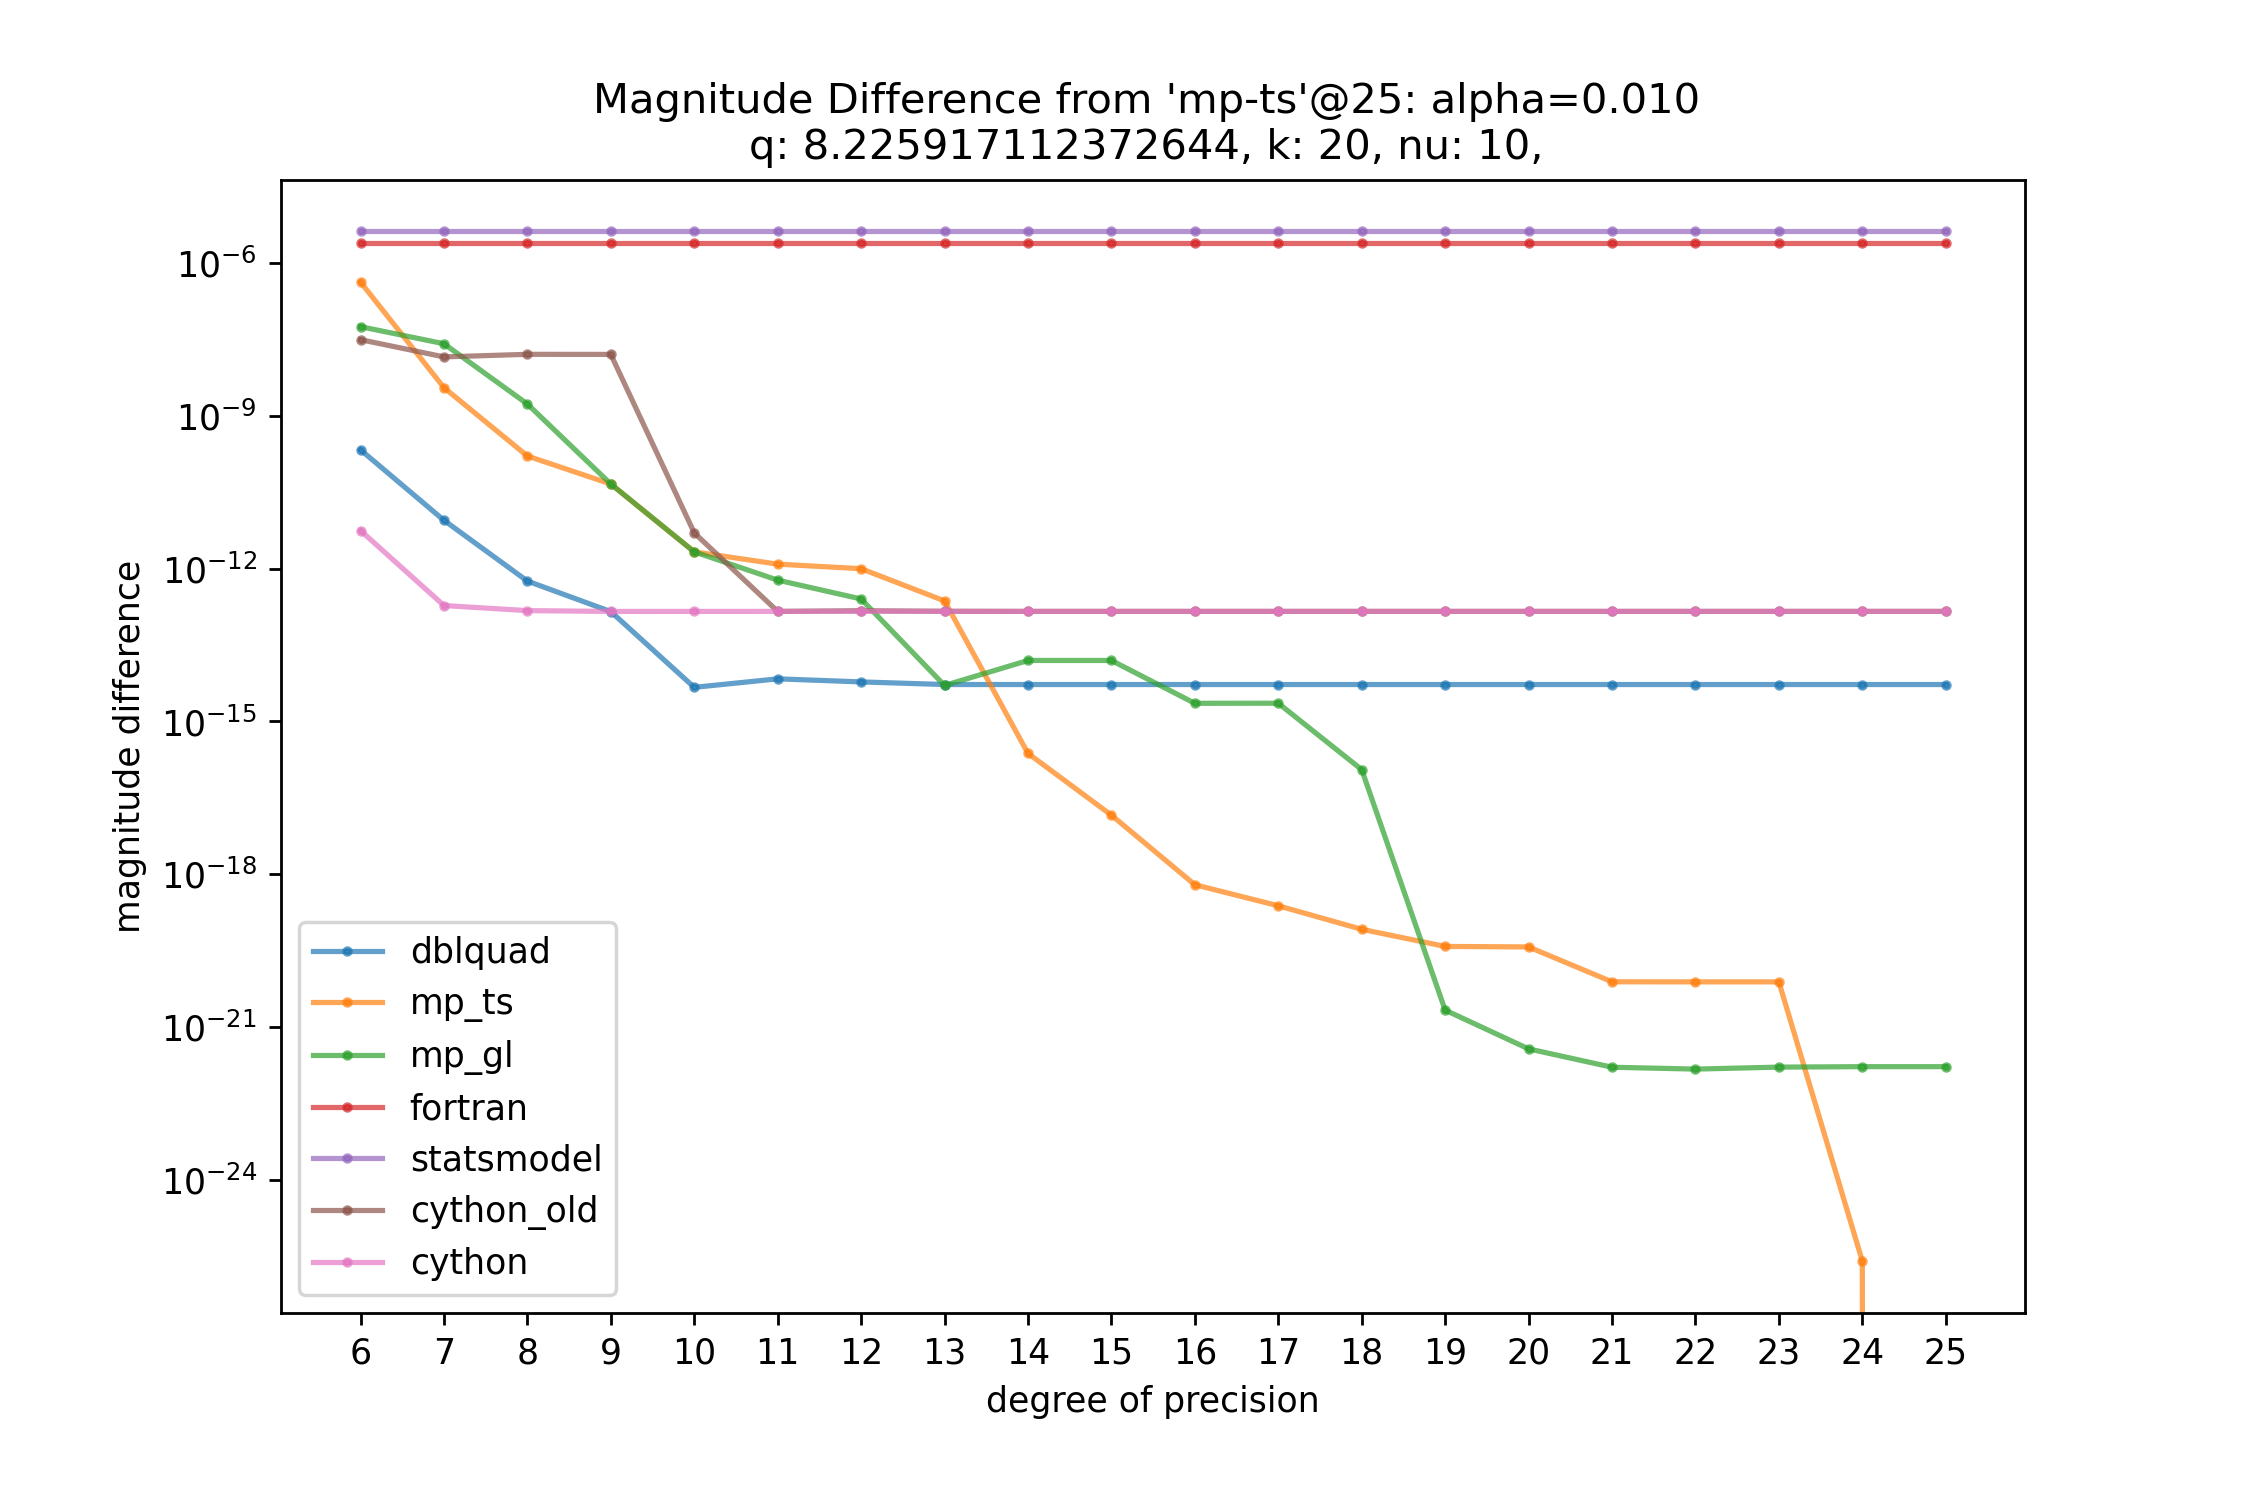 Magnitude Difference from 'mp-ts'@25: alpha=0.010
q: 8.225917112372644, k: 20, nu: 10,
magnitude difference
10⁻⁶
10⁻⁹
10⁻¹²
10⁻¹⁵
10⁻¹⁸
10⁻²¹
10⁻²⁴
dblquad
mp_ts
mp_gl
fortran
statsmodel
cython_old
cython
6 7 8 9 10 11 12 13 14 15 16 17 18 19 20 21 22 23 24 25
degree of precision